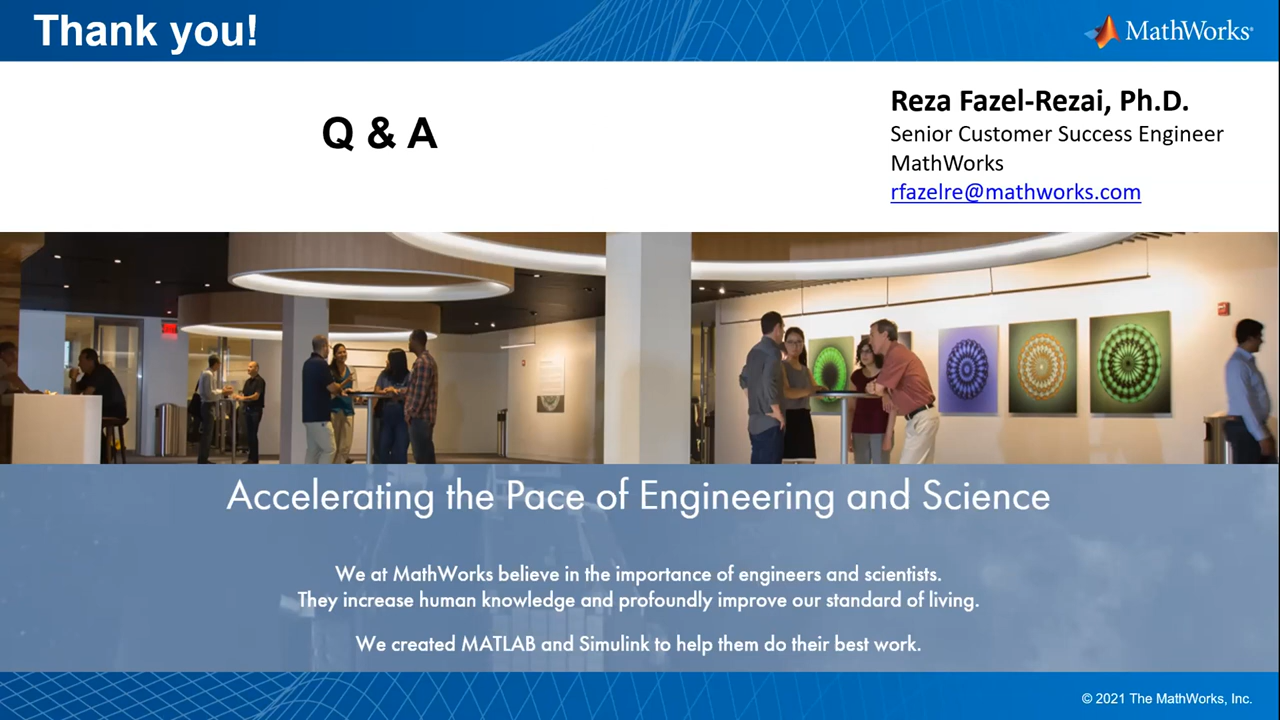 Thank you!
MathWorks®
Q & A
Reza Fazel-Rezai, Ph.D.
Senior Customer Success Engineer
MathWorks
rfazelre@mathworks.com
Accelerating the Pace of Engineering and Science
We at MathWorks believe in the importance of engineers and scientists.
They increase human knowledge and profoundly improve our standard of living.
We created MATLAB and Simulink to help them do their best work.
© 2021 The MathWorks, Inc.